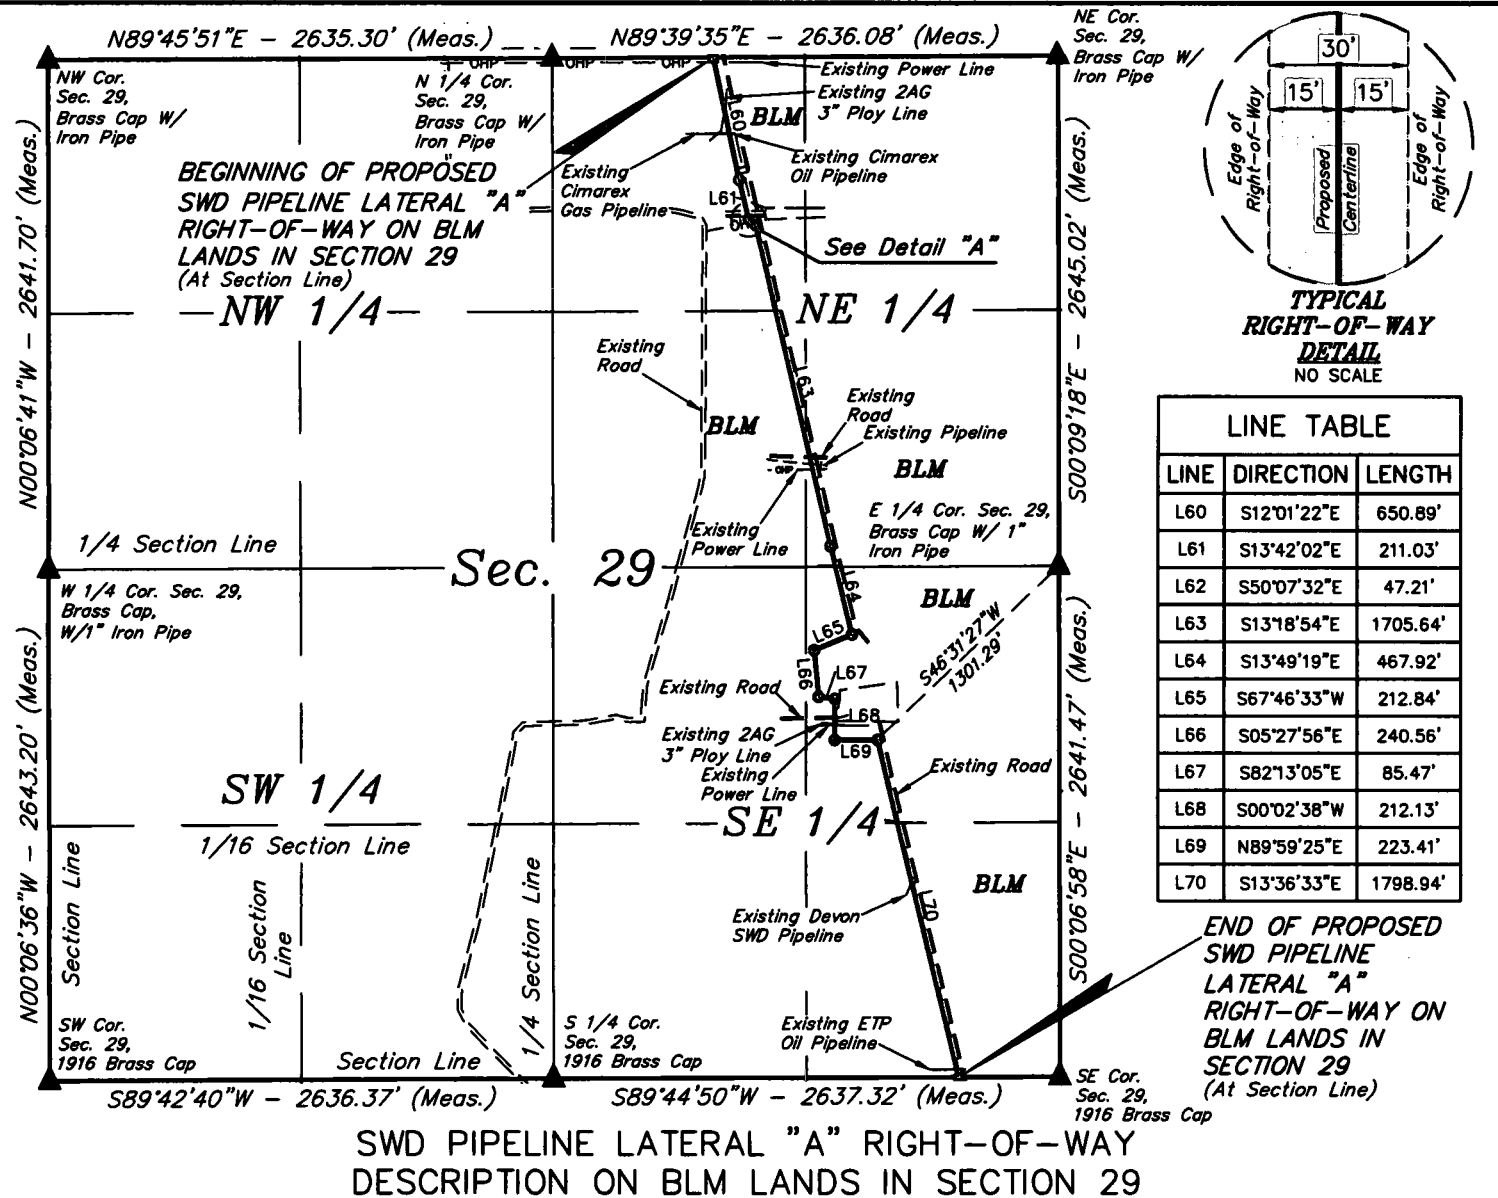 N89°45'51"E - 2635.30' (Meas.)
N89°39'35"E - 2636.08' (Meas.)
NE Cor.
Sec. 29,
Brass Cap W/
Iron Pipe
NW Cor.
Sec. 29,
Brass Cap W/
Iron Pipe
N 1/4 Cor.
Sec. 29,
Brass Cap W/
Iron Pipe
OHP
OHP
OHP
Existing Power Line
Existing 2AG
3" Ploy Line
L60
BLM
Existing Cimarex
Oil Pipeline
BEGINNING OF PROPOSED
SWD PIPELINE LATERAL "A"
RIGHT-OF-WAY ON BLM
LANDS IN SECTION 29
(At Section Line)
Existing
Cimarex
Gas Pipeline
L61
See Detail "A"
30'
15'
15'
Edge of
Right-of-Way
Proposed
Centerline
Edge of
Right-of-Way
TYPICAL
RIGHT-OF-WAY
DETAIL
NO SCALE
N00°06'41"W - 2641.70' (Meas.)
S00°09'18"E - 2645.02' (Meas.)
NW 1/4
NE 1/4
Existing
Road
L63
BLM
Existing
Road
Existing Pipeline
OHP
BLM
Existing
Power Line
E 1/4 Cor. Sec. 29,
Brass Cap W/ 1"
Iron Pipe
1/4 Section Line
Sec. 29
W 1/4 Cor. Sec. 29,
Brass Cap,
W/1" Iron Pipe
L64
BLM
S46°31'27"W
1301.29'
L65
L66
L67
Existing Road
L68
Existing 2AG
3" Ploy Line
Existing
Power Line
L69
Existing Road
N00°06'36"W - 2643.20' (Meas.)
S00°06'58"E - 2641.47' (Meas.)
SW 1/4
SE 1/4
1/16 Section Line
Section Line
1/16 Section
Line
1/4 Section Line
BLM
L70
Existing Devon
SWD Pipeline
Existing ETP
Oil Pipeline
SW Cor.
Sec. 29,
1916 Brass Cap
Section Line
S 1/4 Cor.
Sec. 29,
1916 Brass Cap
SE Cor.
Sec. 29,
1916 Brass Cap
S89°42'40"W - 2636.37' (Meas.)
S89°44'50"W - 2637.32' (Meas.)
LINE TABLE
LINE DIRECTION LENGTH
L60 S12°01'22"E 650.89'
L61 S13°42'02"E 211.03'
L62 S50°07'32"E 47.21'
L63 S13°18'54"E 1705.64'
L64 S13°49'19"E 467.92'
L65 S67°46'33"W 212.84'
L66 S05°27'56"E 240.56'
L67 S82°13'05"E 85.47'
L68 S00°02'38"W 212.13'
L69 N89°59'25"E 223.41'
L70 S13°36'33"E 1798.94'
END OF PROPOSED
SWD PIPELINE
LATERAL "A"
RIGHT-OF-WAY ON
BLM LANDS IN
SECTION 29
(At Section Line)
SWD PIPELINE LATERAL "A" RIGHT-OF-WAY
DESCRIPTION ON BLM LANDS IN SECTION 29